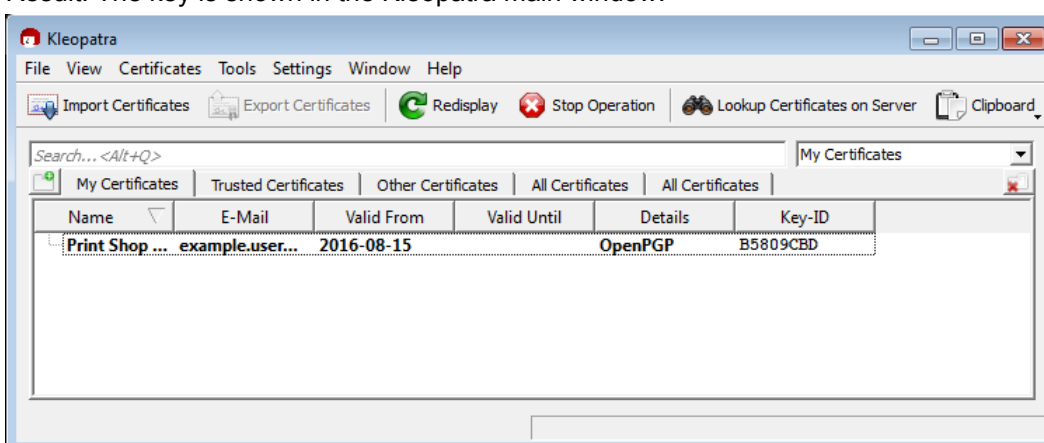 Result: The key is shown in the Kleopatra main window.
Kleopatra
File View Certificates Tools Settings Window Help
Import Certificates Export Certificates Redisplay Stop Operation Lookup Certificates on Server Clipboard
Search...<Alt+Q> My Certificates
My Certificates Trusted Certificates Other Certificates All Certificates All Certificates
Name E-Mail Valid From Valid Until Details Key-ID
Print Shop ... example.user... 2016-08-15 OpenPGP B5809CBD